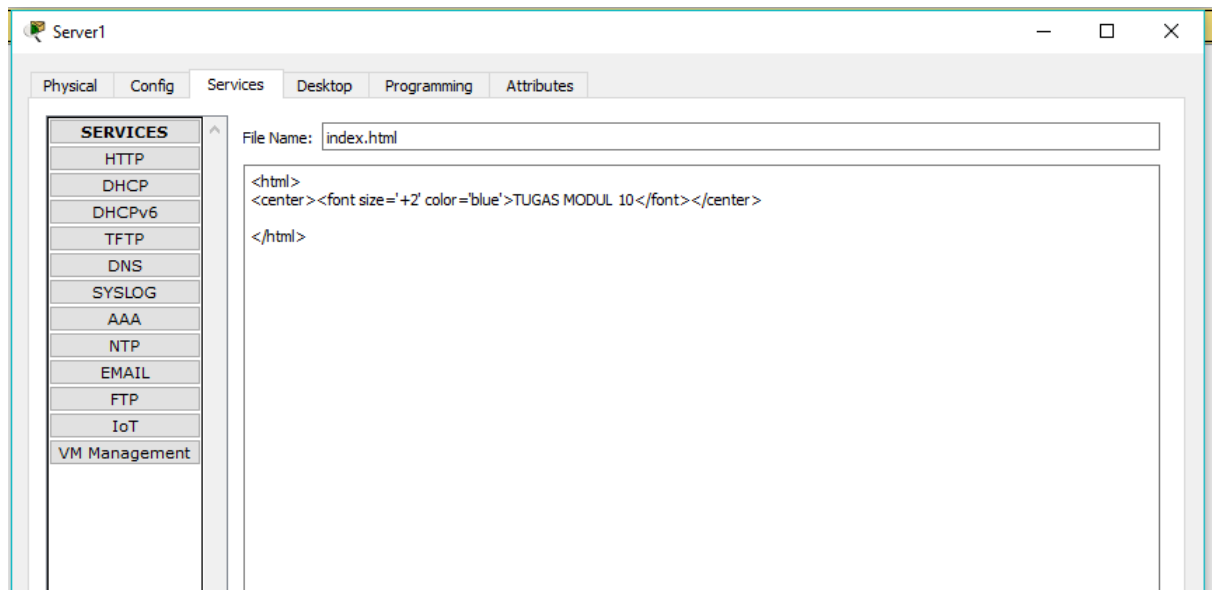 Server1
Physical Config Services Desktop Programming Attributes
SERVICES
HTTP
DHCP
DHCPv6
TFTP
DNS
SYSLOG
AAA
NTP
EMAIL
FTP
IoT
VM Management
File Name: index.html
<html>
<center><font size='+2' color='blue'>TUGAS MODUL 10</font></center>
</html>